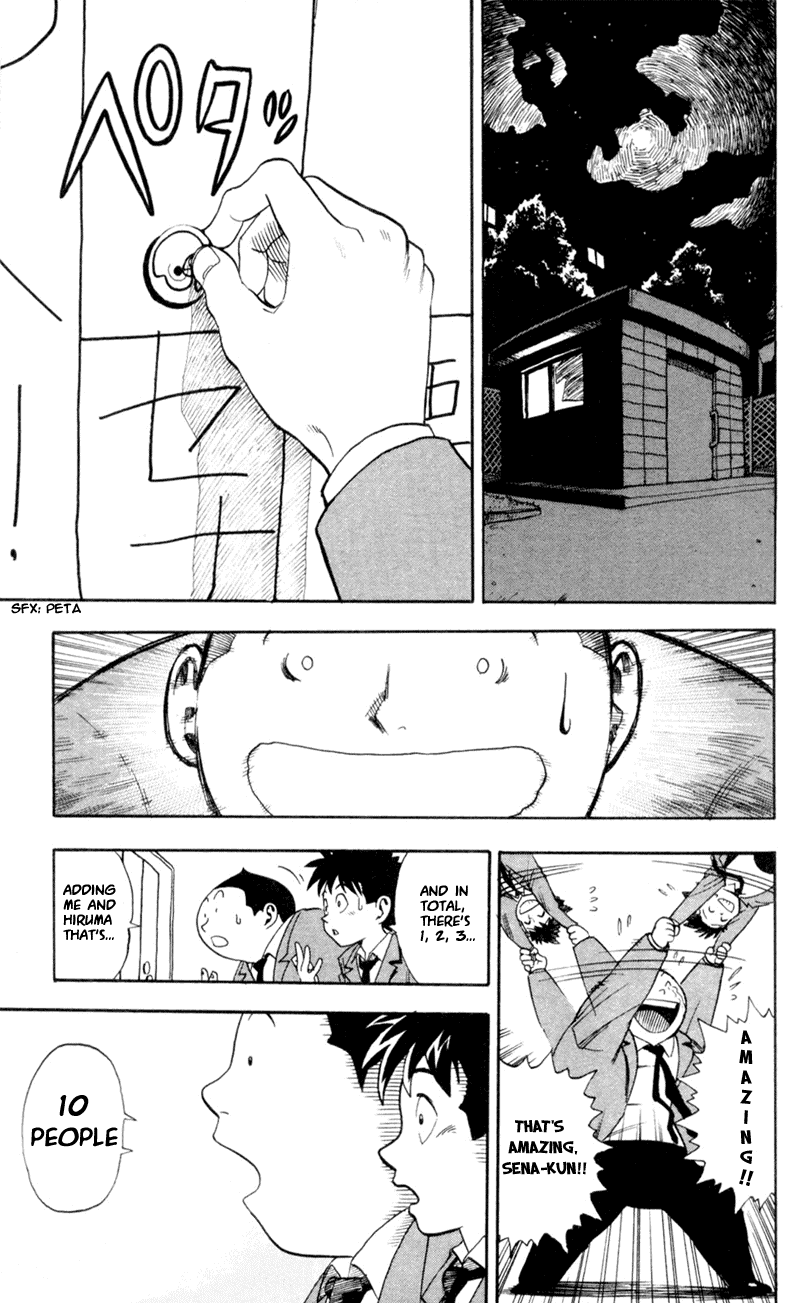 ペタッ
SFX: PETA
AMAZING!!
THAT'S
AMAZING,
SENA-KUN!!
AND IN
TOTAL,
THERE'S
1, 2, 3...
ADDING
ME AND
HIRUMA
THAT'S...
10
PEOPLE